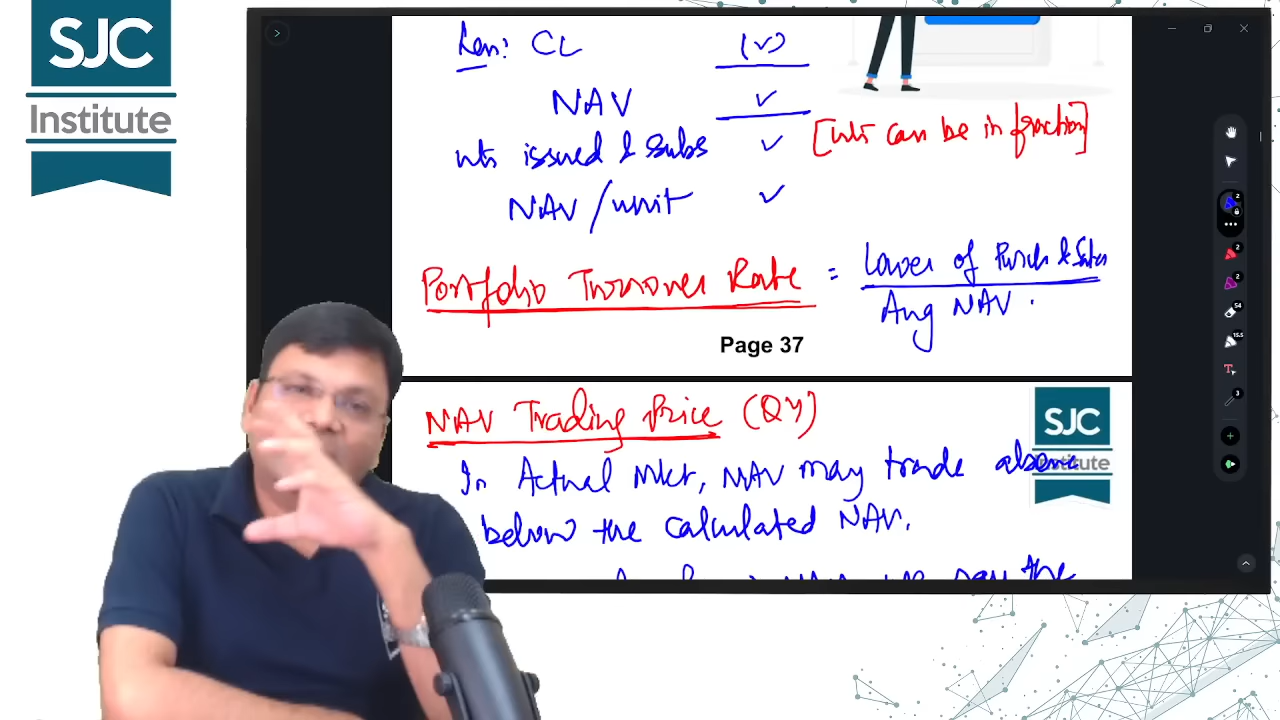 SJC
Institute
Less: CL (✓)
NAV ✓
uts issued & subs ✓ [uts can be in fraction]
NAV/unit ✓
Portfolio Turnover Rate = Lower of Purch & Sales
Avg NAV.
Page 37
NAV Trading Price (Q4)
SJC
Institute
In Actual Mkt, NAV may trade above
below the calculated NAV.
the